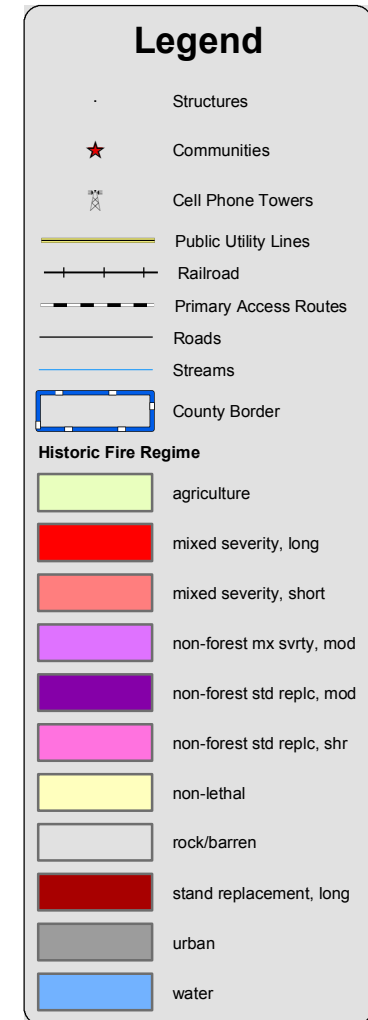 Legend
Structures
Communities
Cell Phone Towers
Public Utility Lines
Railroad
Primary Access Routes
Roads
Streams
County Border
Historic Fire Regime
agriculture
mixed severity, long
mixed severity, short
non-forest mx svrty, mod
non-forest std replc, mod
non-forest std replc, shr
non-lethal
rock/barren
stand replacement, long
urban
water